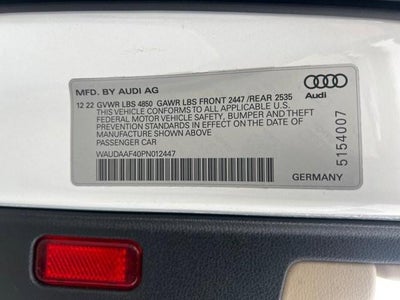 MFD. BY AUDI AG
12 22 GVWR LBS 4850 GAWR LBS FRONT 2447 /REAR 2535
THIS VEHICLE CONFORMS TO ALL APPLICABLE U.S.
FEDERAL MOTOR VEHICLE SAFETY, BUMPER AND THEFT
PREVENTION STANDARDS IN EFFECT ON THE DATE OF
MANUFACTURE SHOWN ABOVE
PASSENGER CAR
WAUDAAF40PN012447
Audi
5154007
GERMANY